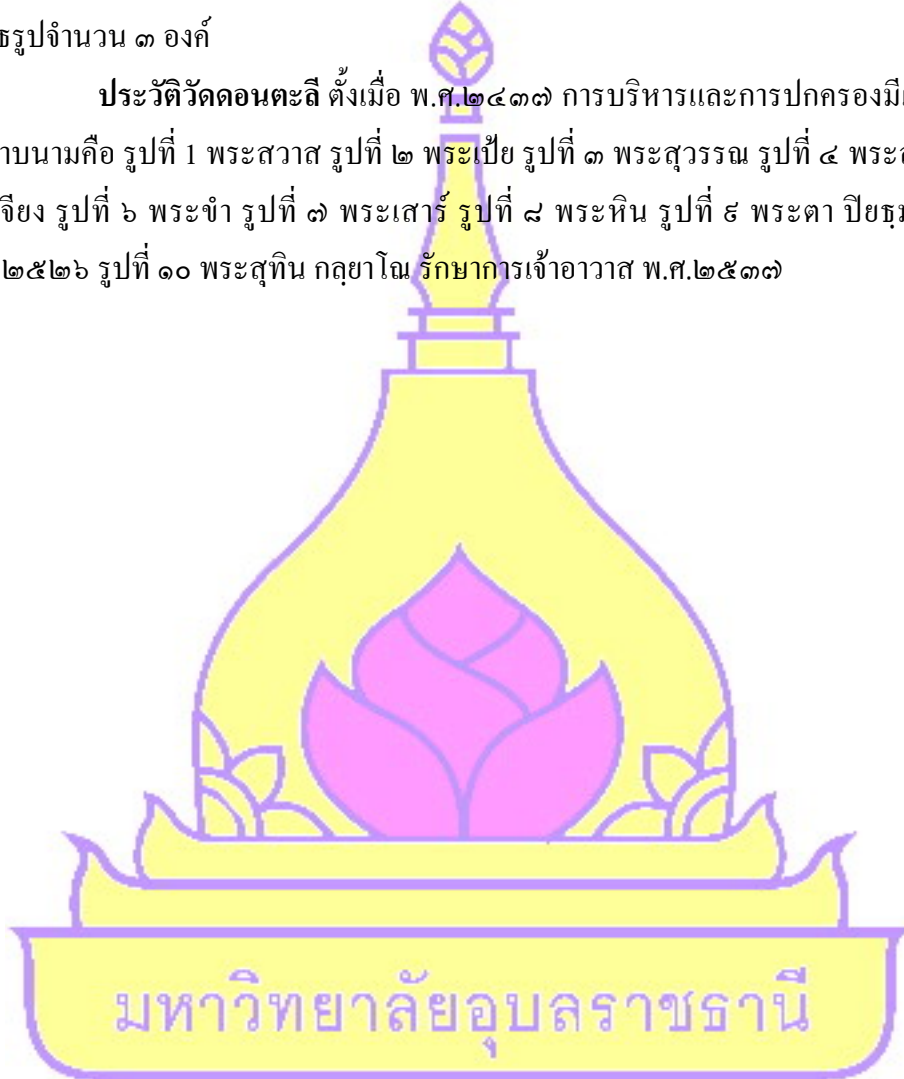 ธรูปจำนวน ๓ องค์
ประวัติวัดดอนตะลี ตั้งเมื่อ พ.ศ.๒๔๓๗ การบริหารและการปกครองมี
าบนามคือ รูปที่ 1 พระสวาส รูปที่ ๒ พระเป้ย รูปที่ ๓ พระสุวรรณ รูปที่ ๔
จียง รูปที่ ๖ พระขำ รูปที่ ๗ พระเสาร์ รูปที่ ๘ พระหิน รูปที่ ๙ พระตา ปิยธฺม
๒๕๒๖ รูปที่ ๑๐ พระสุทิน กลฺยาโณ รักษาการเจ้าอาวาส พ.ศ.๒๕๓๗
มหาวิทยาลัยอุบลราชธานี